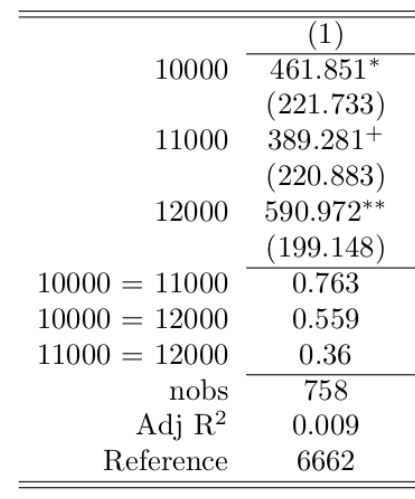 (1)
10000 461.851*
(221.733)
11000 389.281+
(220.883)
12000 590.972**
(199.148)
10000 = 11000 0.763
10000 = 12000 0.559
11000 = 12000 0.36
nobs 758
Adj R² 0.009
Reference 6662